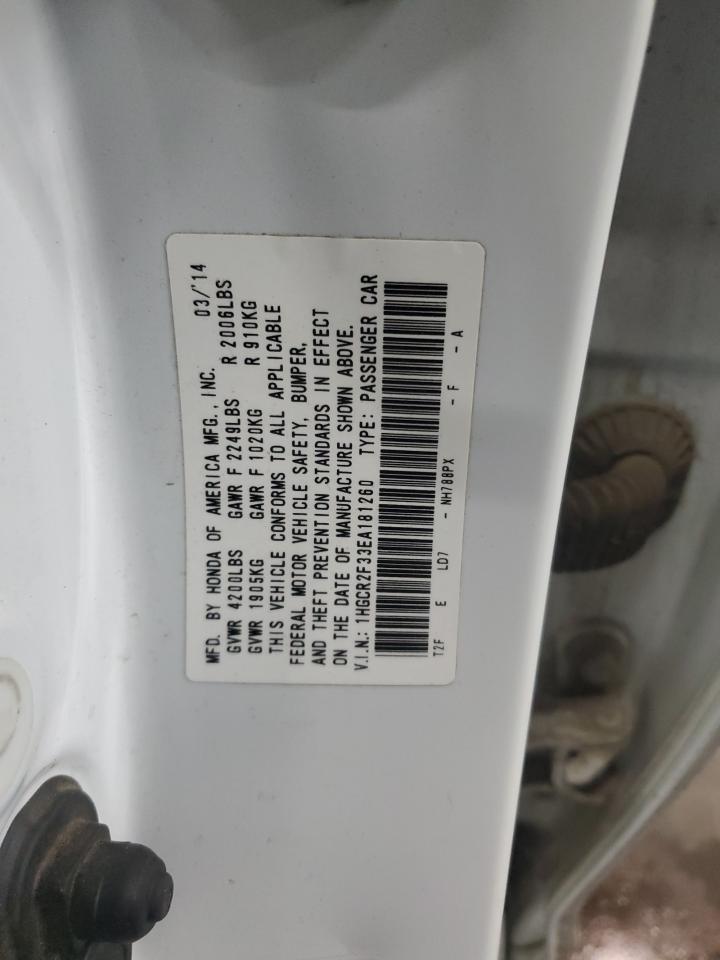 MFD. BY HONDA OF AMERICA MFG., INC. 03/'14
GVWR 4200LBS GAWR F 2249LBS R 2006LBS
GVWR 1905KG GAWR F 1020KG R 910KG
THIS VEHICLE CONFORMS TO ALL APPLICABLE
FEDERAL MOTOR VEHICLE SAFETY, BUMPER,
AND THEFT PREVENTION STANDARDS IN EFFECT
ON THE DATE OF MANUFACTURE SHOWN ABOVE.
V.I.N.: 1HGCR2F33EA181260 TYPE: PASSENGER CAR
T2F E LD7 - NH788PX - F - A